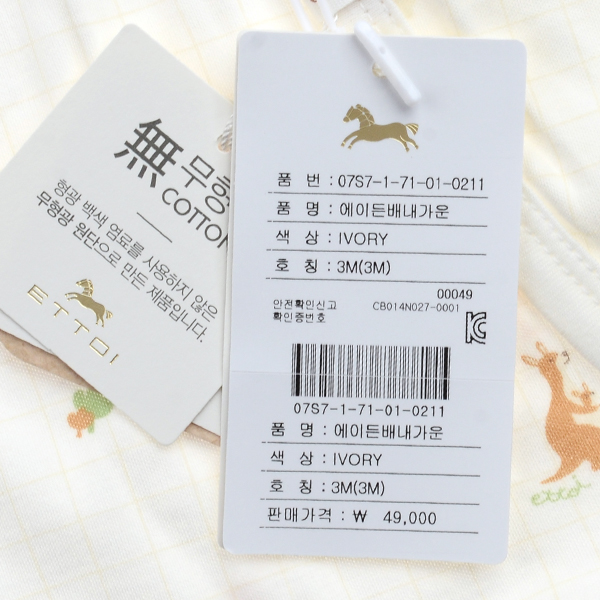 無무형
COTTON
형광 백색 염료를 사용하지 않은
무형광 원단으로 만든 제품입니다.
ETTOI
품 번 : 07S7-1-71-01-0211
품 명 : 에이든배내가운
색 상 : IVORY
호 칭 : 3M(3M)
00049
안전확인신고
확인증번호
CB014N027-0001
07S7-1-71-01-0211
품 명 : 에이든배내가운
색 상 : IVORY
호 칭 : 3M(3M)
판매가격 : ₩ 49,000
ettoi